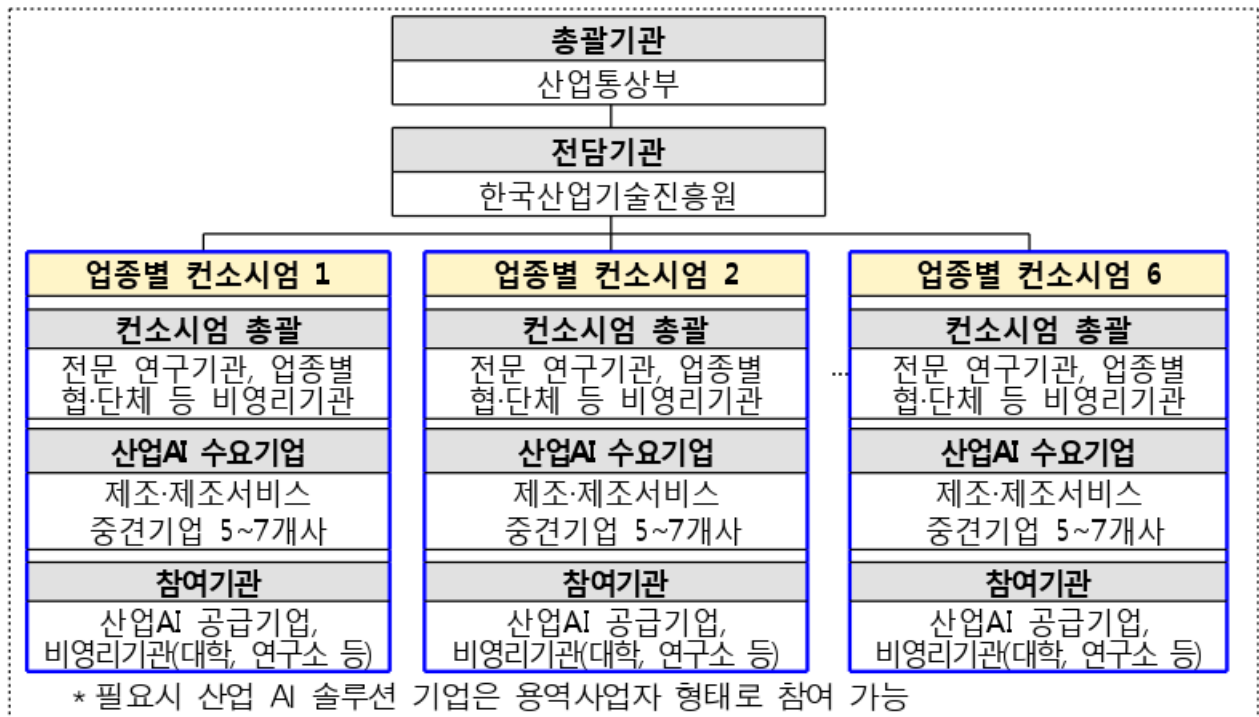 총괄기관
산업통상부
전담기관
한국산업기술진흥원
업종별 컨소시엄 1
컨소시엄 총괄
전문 연구기관, 업종별
협·단체 등 비영리기관
산업AI 수요기업
제조·제조서비스
중견기업 5~7개사
참여기관
산업AI 공급기업,
비영리기관(대학, 연구소 등)
업종별 컨소시엄 2
컨소시엄 총괄
전문 연구기관, 업종별
협·단체 등 비영리기관
산업AI 수요기업
제조·제조서비스
중견기업 5~7개사
참여기관
산업AI 공급기업,
비영리기관(대학, 연구소 등)
...
업종별 컨소시엄 6
컨소시엄 총괄
전문 연구기관, 업종별
협·단체 등 비영리기관
산업AI 수요기업
제조·제조서비스
중견기업 5~7개사
참여기관
산업AI 공급기업,
비영리기관(대학, 연구소 등)
* 필요시 산업 AI 솔루션 기업은 용역사업자 형태로 참여 가능